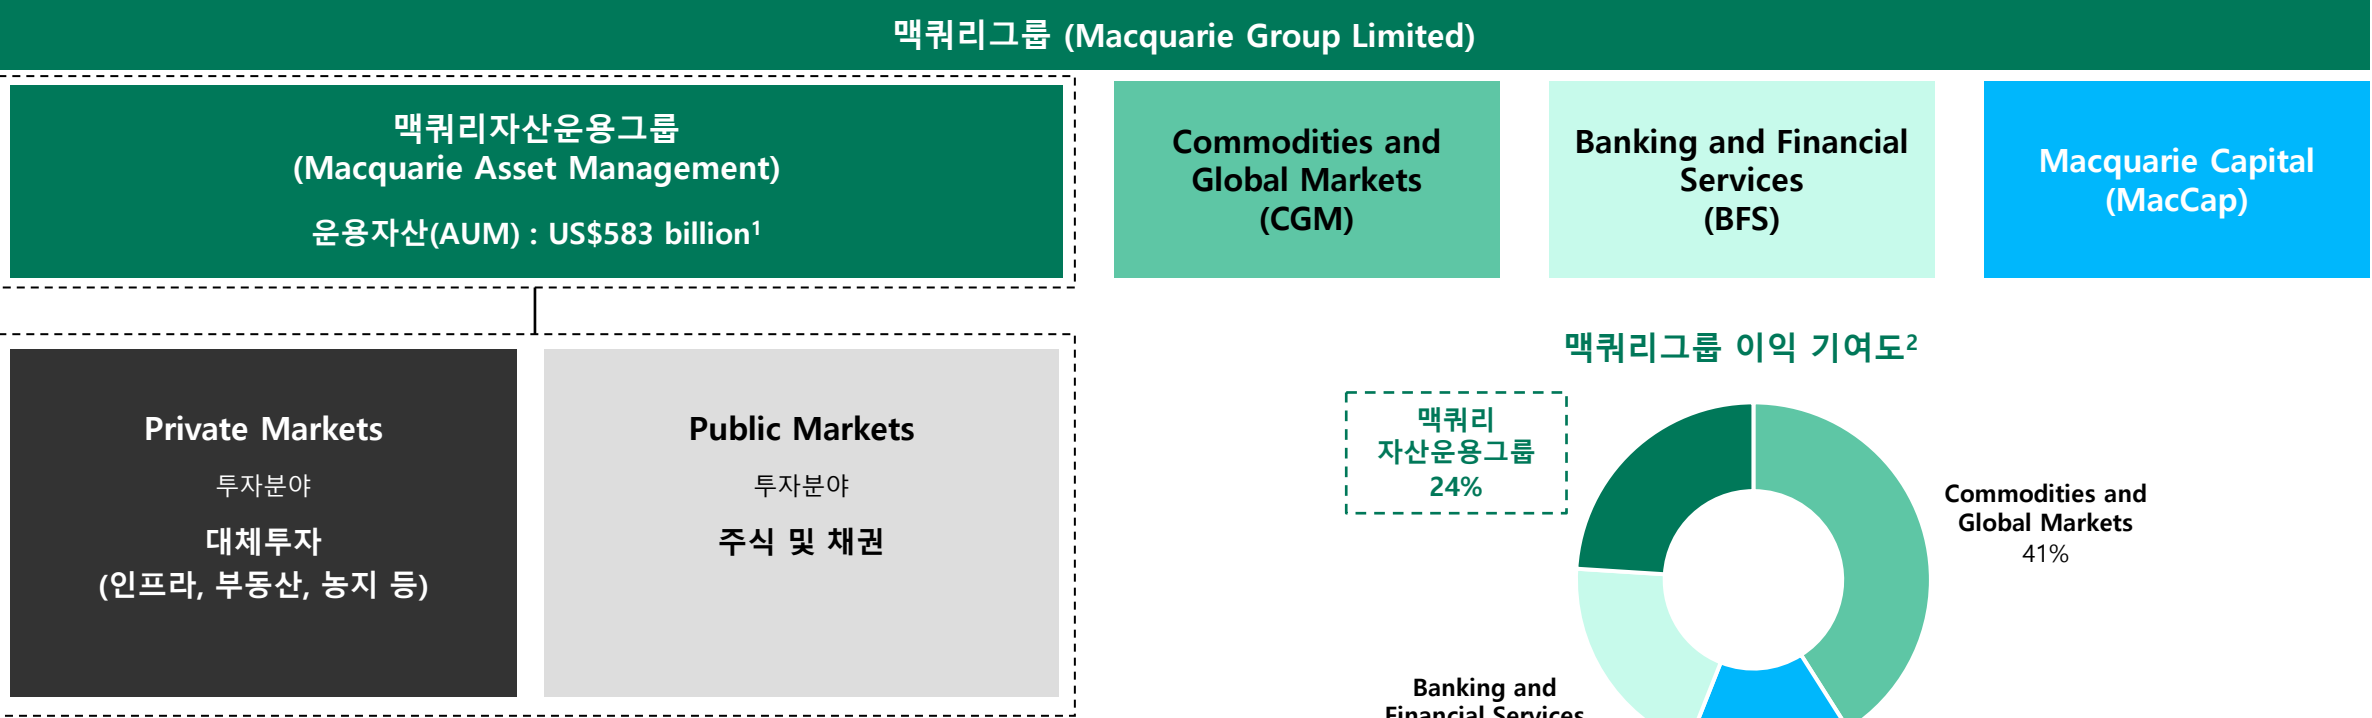 맥쿼리그룹 (Macquarie Group Limited)
맥쿼리자산운용그룹
(Macquarie Asset Management)
운용자산(AUM) : US$583 billion¹
Commodities and
Global Markets
(CGM)
Banking and Financial
Services
(BFS)
Macquarie Capital
(MacCap)
Private Markets
투자분야
대체투자
(인프라, 부동산, 농지 등)
Public Markets
투자분야
주식 및 채권
맥쿼리그룹 이익 기여도²
맥쿼리
자산운용그룹
24%
Commodities and
Global Markets
41%
Banking and
Financial Services